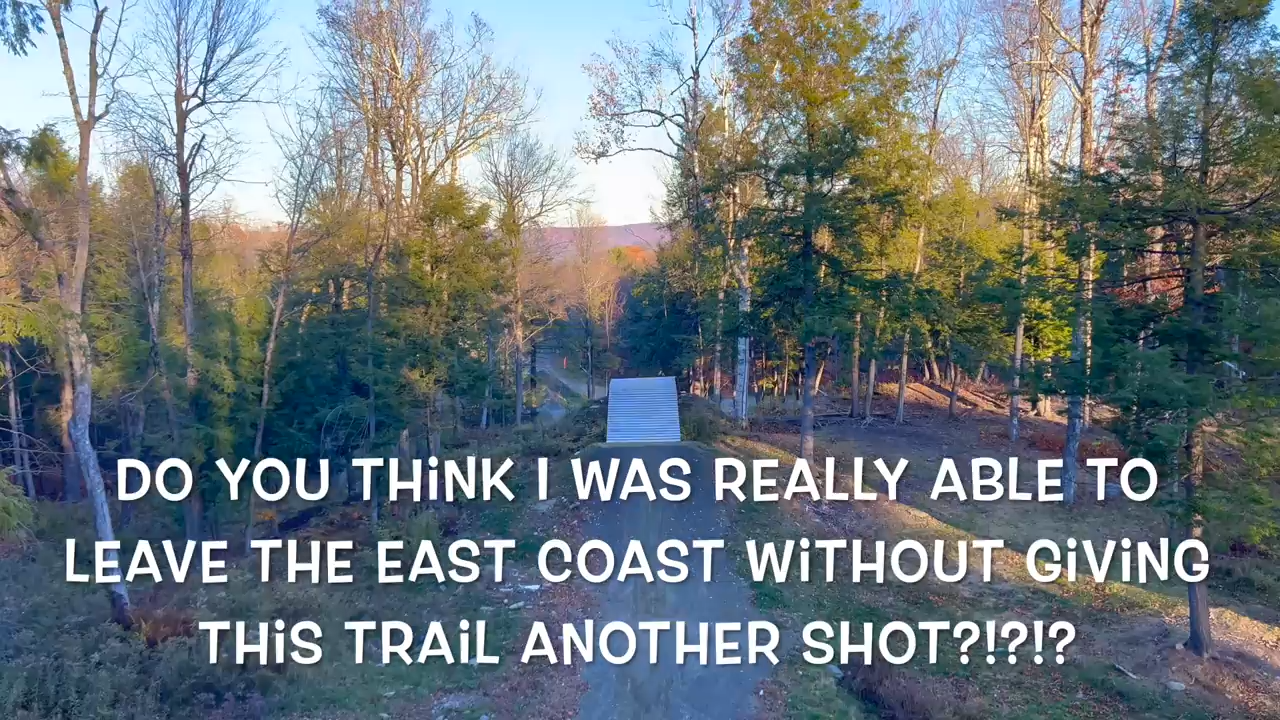 DO YOU THiNK I WAS REALLY ABLE TO
LEAVE THE EAST COAST WiTHOUT GiViNG
THiS TRAiL ANOTHER SHOT?!?!?